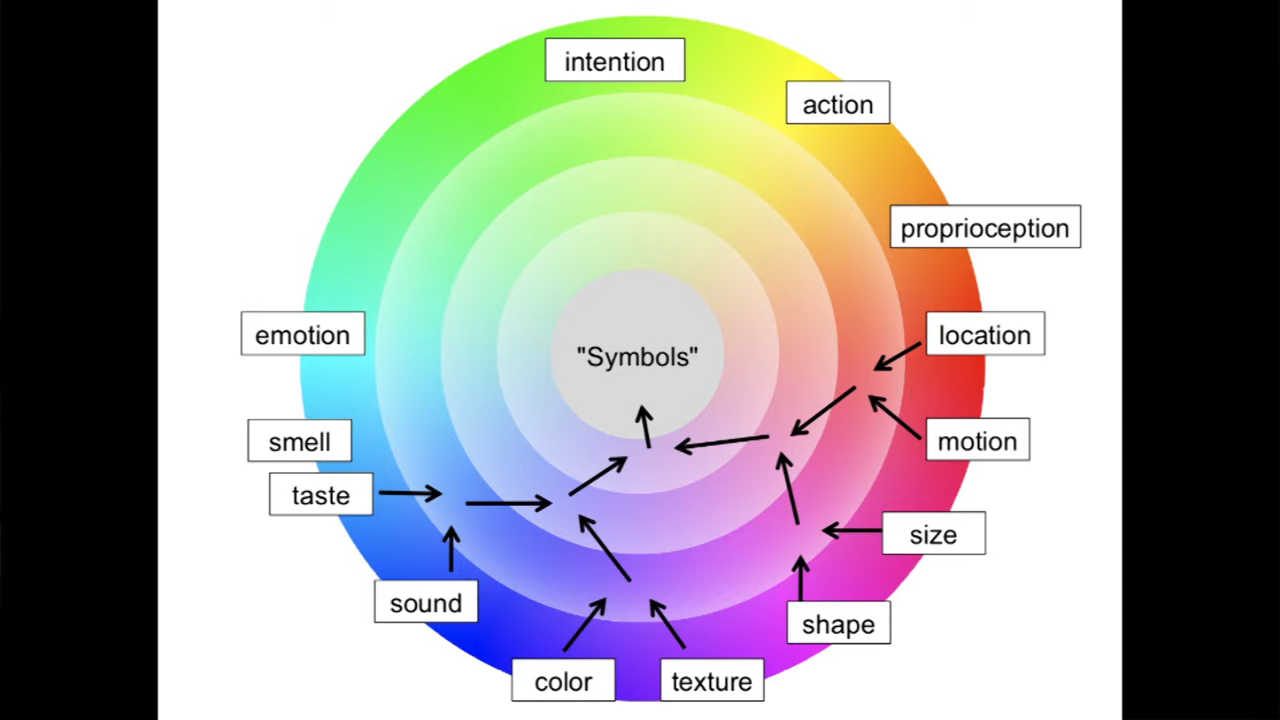 intention
action
proprioception
emotion
location
"Symbols"
smell
motion
taste
size
sound
shape
color
texture